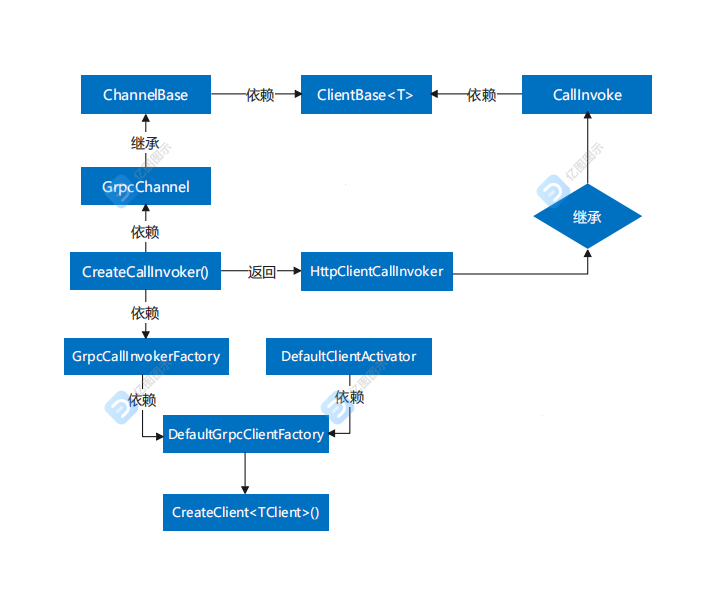 ChannelBase
依赖
ClientBase<T>
依赖
CallInvoke
继承
亿图图示
亿图图示
GrpcChannel
继承
依赖
CreateCallInvoker()
返回
HttpClientCallInvoker
依赖
GrpcCallInvokerFactory
DefaultClientActivator
亿图图示
亿图图示
依赖
依赖
DefaultGrpcClientFactory
CreateClient<TClient>()